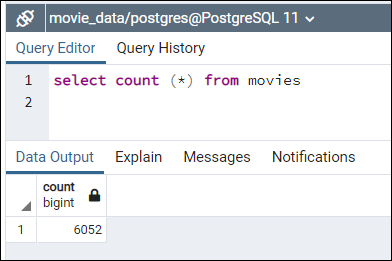 movie_data/postgres@PostgreSQL 11
Query Editor Query History
1 select count (*) from movies
2
Data Output Explain Messages Notifications
count
bigint
1 6052